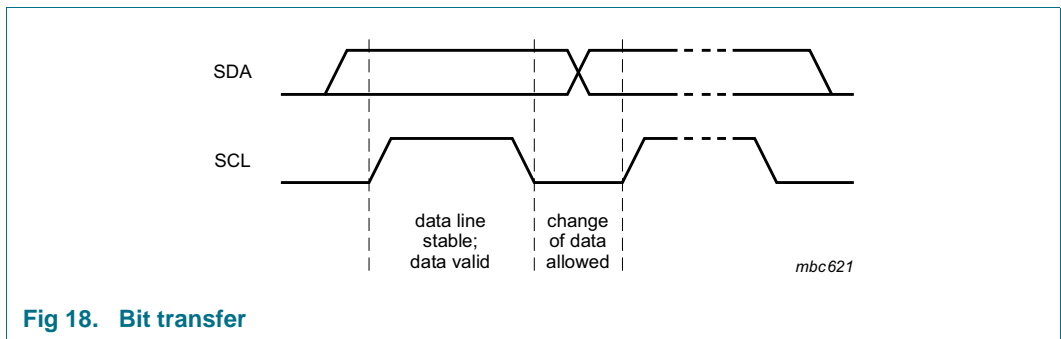 SDA
SCL
data line
stable;
data valid
change
of data
allowed
mbc621
Fig 18. Bit transfer